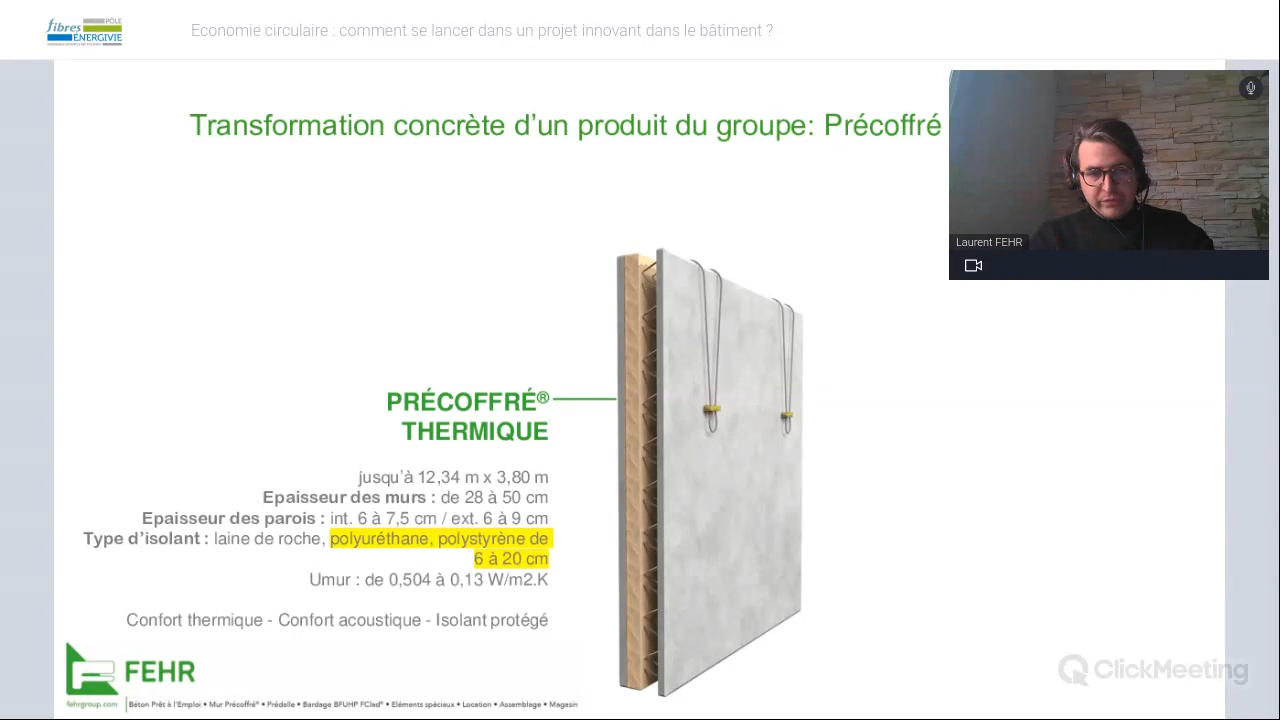 fibres
PÔLE
ÉNERGIVIE
Economie circulaire : comment se lancer dans un projet innovant dans le bâtiment ?
Transformation concrète d'un produit du groupe: Précoffré
Laurent FEHR
PRÉCOFFRÉ®
THERMIQUE
jusqu'à 12,34 m x 3,80 m
Epaisseur des murs : de 28 à 50 cm
Epaisseur des parois : int. 6 à 7,5 cm / ext. 6 à 9 cm
Type d'isolant : laine de roche, polyuréthane, polystyrène de
6 à 20 cm
Umur : de 0,504 à 0,13 W/m2.K
Confort thermique - Confort acoustique - Isolant protégé
FEHR
fehrgroup.com
Béton Prêt à l'Emploi • Mur Précoffré® • Prédalle • Bardage BFUHP FClad® • Eléments spéciaux • Location • Assemblage • Magasin
ClickMeeting